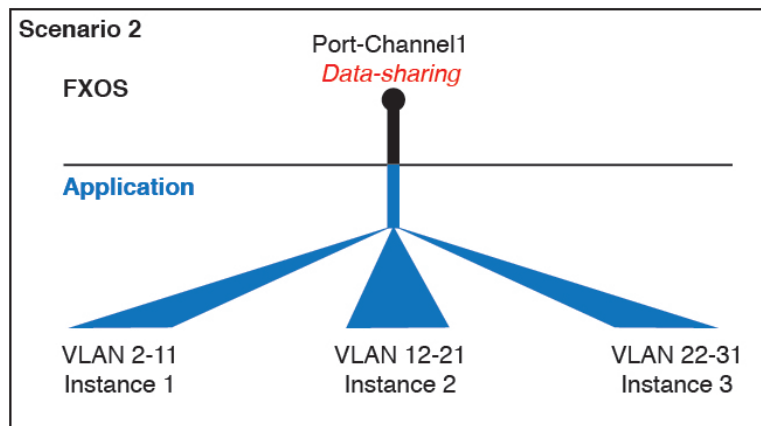 Scenario 2
Port-Channel1
Data-sharing
FXOS
Application
VLAN 2-11
Instance 1
VLAN 12-21
Instance 2
VLAN 22-31
Instance 3